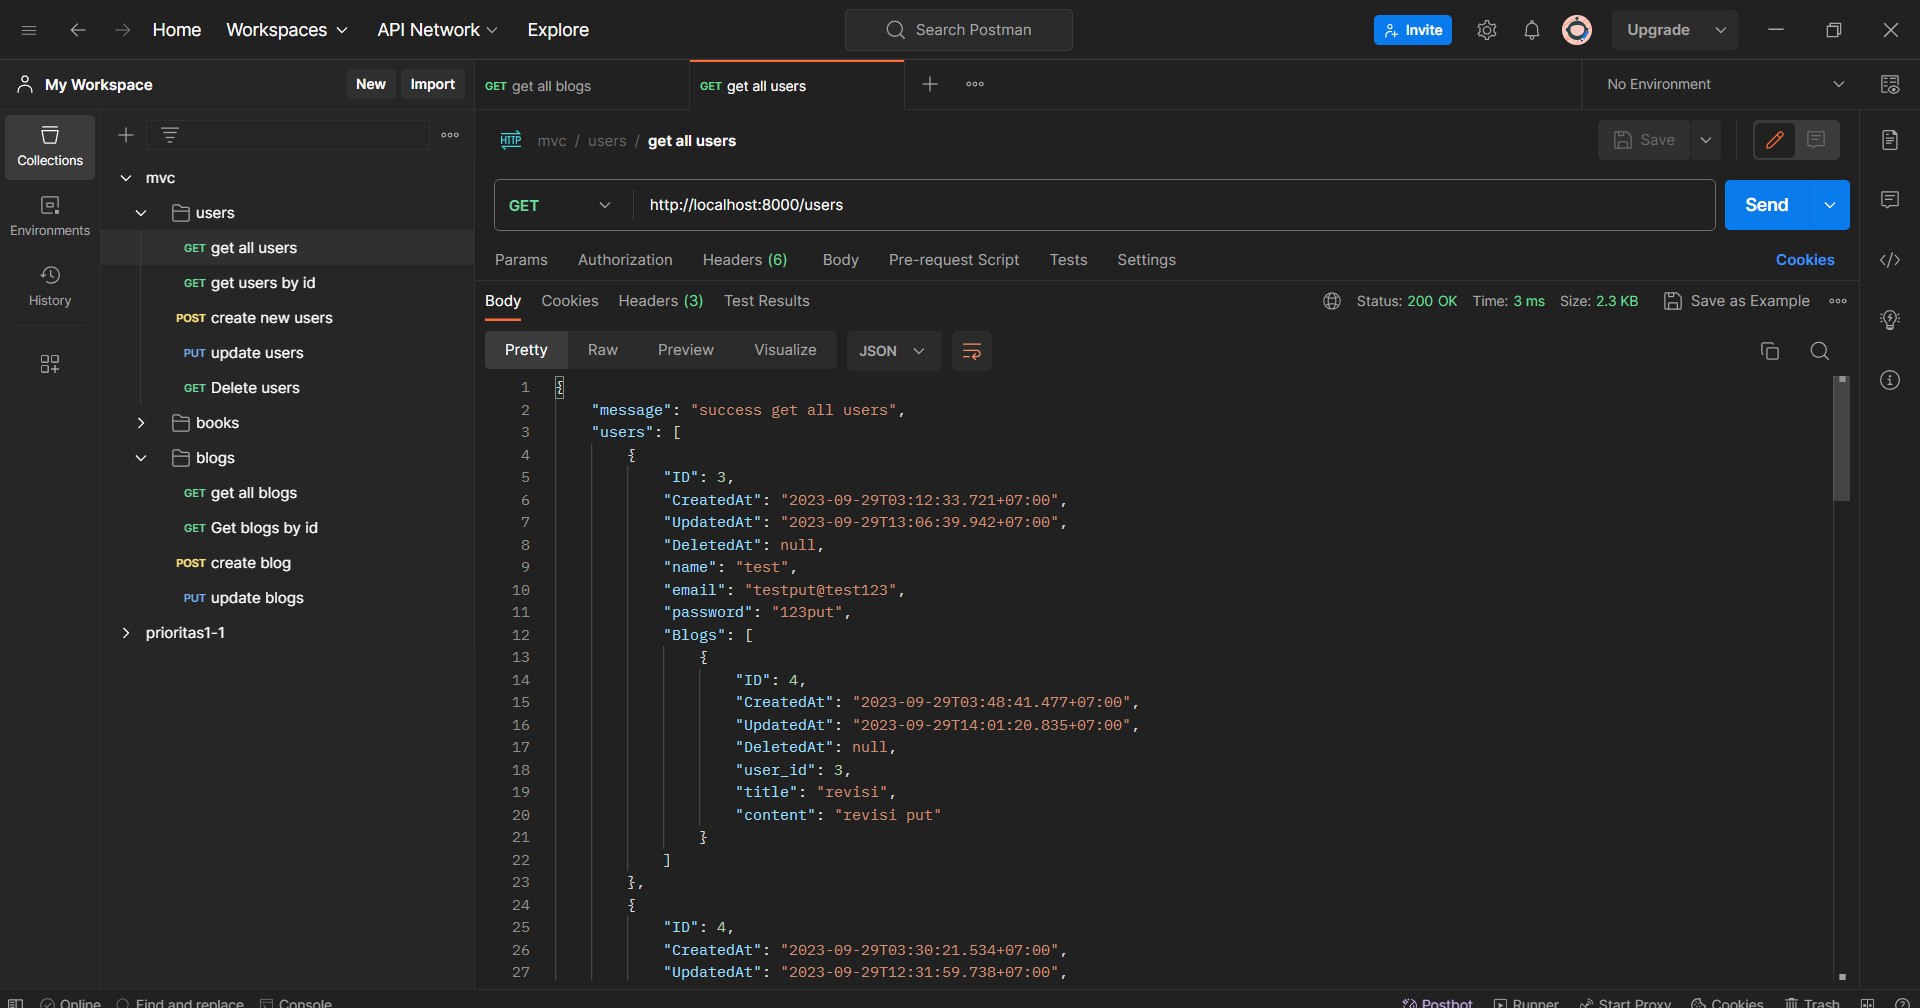 Home Workspaces API Network Explore Search Postman Invite Upgrade
My Workspace New Import GET get all blogs GET get all users No Environment
Collections
Environments
History
mvc
users
GET get all users
GET get users by id
POST create new users
PUT update users
GET Delete users
books
blogs
GET get all blogs
GET Get blogs by id
POST create blog
PUT update blogs
prioritas1-1
HTTP mvc / users / get all users Save
GET http://localhost:8000/users Send
Params Authorization Headers (6) Body Pre-request Script Tests Settings Cookies
Body Cookies Headers (3) Test Results Status: 200 OK Time: 3 ms Size: 2.3 KB Save as Example
Pretty Raw Preview Visualize JSON
1 {
2 "message": "success get all users",
3 "users": [
4 {
5 "ID": 3,
6 "CreatedAt": "2023-09-29T03:12:33.721+07:00",
7 "UpdatedAt": "2023-09-29T13:06:39.942+07:00",
8 "DeletedAt": null,
9 "name": "test",
10 "email": "testput@test123",
11 "password": "123put",
12 "Blogs": [
13 {
14 "ID": 4,
15 "CreatedAt": "2023-09-29T03:48:41.477+07:00",
16 "UpdatedAt": "2023-09-29T14:01:20.835+07:00",
17 "DeletedAt": null,
18 "user_id": 3,
19 "title": "revisi",
20 "content": "revisi put"
21 }
22 ]
23 },
24 {
25 "ID": 4,
26 "CreatedAt": "2023-09-29T03:30:21.534+07:00",
27 "UpdatedAt": "2023-09-29T12:31:59.738+07:00",
Online Find and replace Console Postbot Runner Start Proxy Cookies Trash